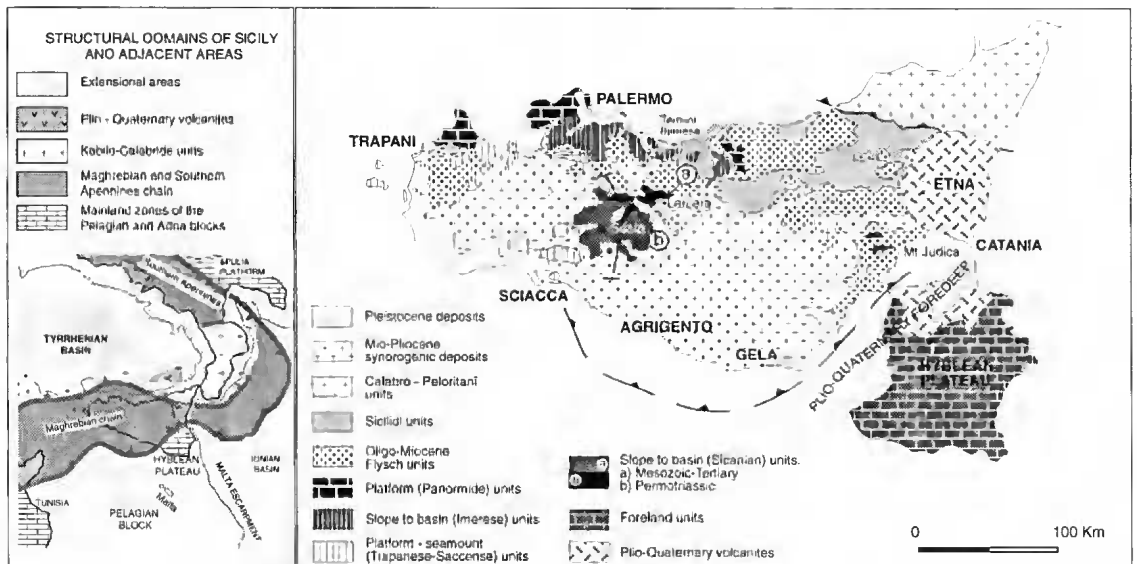 STRUCTURAL DOMAINS OF SICILY
AND ADJACENT AREAS
Extensional areas
Plio - Quaternary volcanites
Kabilo-Calabride units
Maghrebian and Southern
Apennines chain
Mainland zones of the
Pelagian and Adria blocks
APULIA
PLATFORM
Southern Apennines
TYRRHENIAN
BASIN
Maghrebian chain
HYBLEAN
PLATEAU
IONIAN
BASIN
MALTA ESCARPMENT
TUNISIA
Malta
PELAGIAN
BLOCK
PALERMO
Termini
Imerese
TRAPANI
a
Lercara
ETNA
b
CATANIA
Mt Judica
SCIACCA
AGRIGENTO
GELA
PLIO-QUATERNARY FOREDEEP
HYBLEAN
PLATEAU
Pleistocene deposits
Mio-Pliocene
synorogenic deposits
Calabro - Peloritani
units
Sicilidi units
Oligo-Miocene
Flysch units
Platform (Panormide) units
Slope to basin (Imerese) units
Platform - seamount
(Trapanese-Saccense) units
a
b
Slope to basin (Sicanian) units.
a) Mesozoic-Tertiary
b) Permotriassic
Foreland units
Plio-Quaternary volcanites
0 100 Km